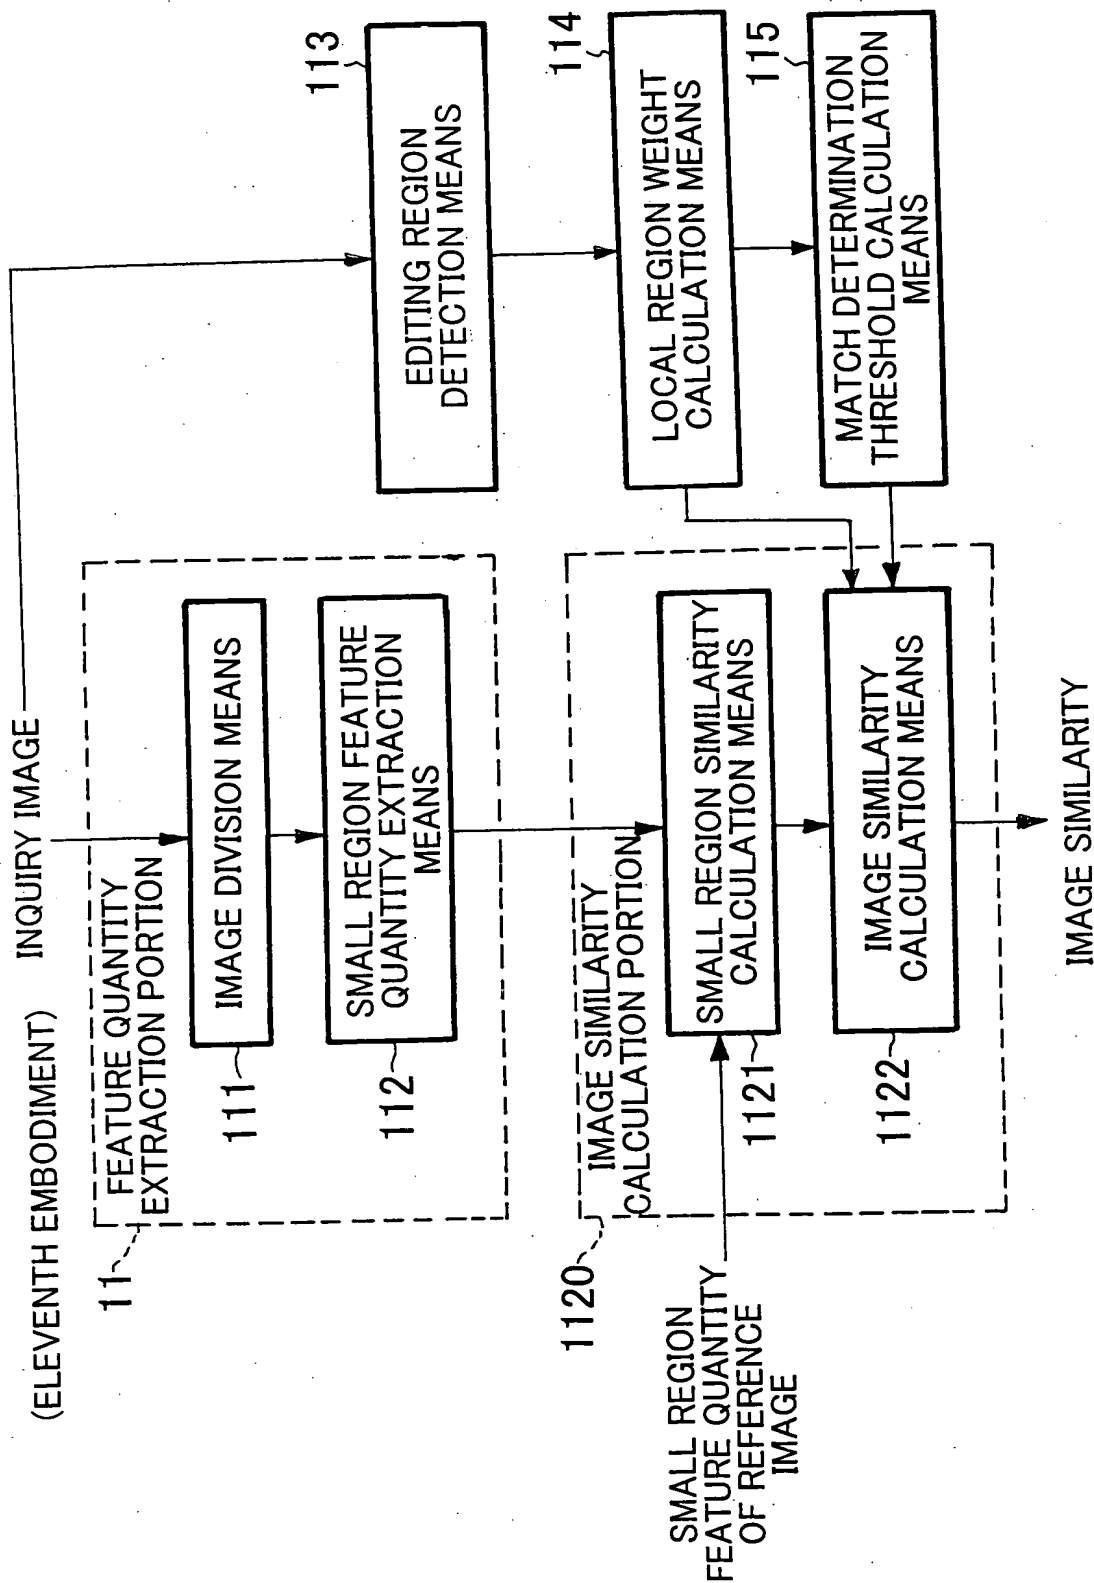 (ELEVENTH EMBODIMENT)
INQUIRY IMAGE
11
FEATURE QUANTITY
EXTRACTION PORTION
111
IMAGE DIVISION MEANS
112
SMALL REGION FEATURE
QUANTITY EXTRACTION
MEANS
113
EDITING REGION
DETECTION MEANS
114
LOCAL REGION WEIGHT
CALCULATION MEANS
115
MATCH DETERMINATION
THRESHOLD CALCULATION
MEANS
1120
IMAGE SIMILARITY
CALCULATION PORTION
SMALL REGION
FEATURE QUANTITY
OF REFERENCE
IMAGE
1121
SMALL REGION SIMILARITY
CALCULATION MEANS
1122
IMAGE SIMILARITY
CALCULATION MEANS
IMAGE SIMILARITY